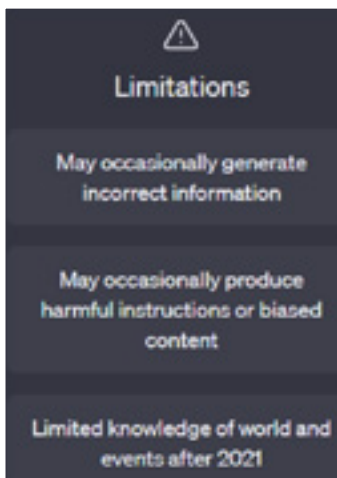 Limitations
May occasionally generate
incorrect information
May occasionally produce
harmful instructions or biased
content
Limited knowledge of world and
events after 2021